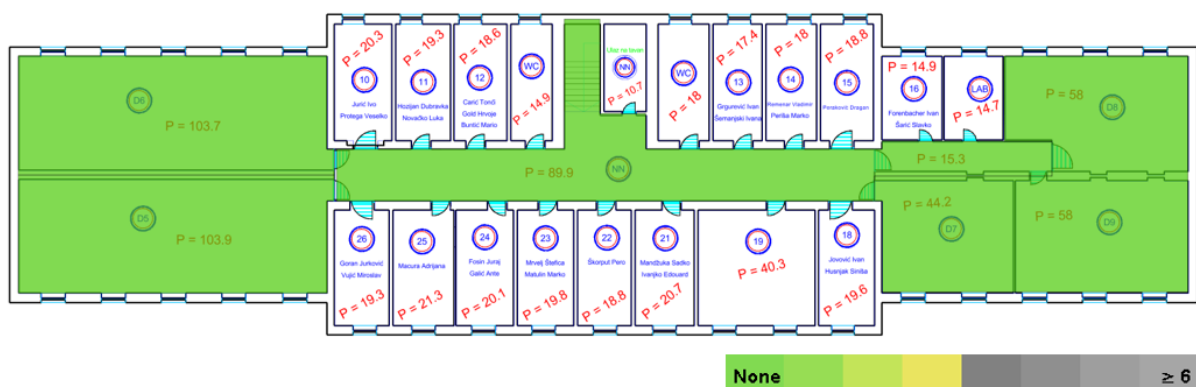 P = 20.3
10
Jurić Ivo
Protega Veselko
P = 19.3
11
Hozijan Dubravka
Novačko Luka
P = 18.6
12
Carić Tonči
Gold Hrvoje
Buntić Mario
WC
P = 14.9
Ulaz na tavan
NN
P = 10.7
WC
P = 18
P = 17.4
13
Grgurević Ivan
Šemanjski Ivana
P = 18
14
Remenar Vladimir
Periša Marko
P = 18.8
15
Peraković Dragan
P = 14.9
16
Forenbacher Ivan
Šarić Slavko
LAB
P = 14.7
D6
P = 103.7
P = 58
D8
P = 15.3
P = 89.9
NN
D5
P = 103.9
P = 44.2
D7
P = 58
D9
26
Goran Jurković
Vujić Miroslav
P = 19.3
25
Macura Adrijana
P = 21.3
24
Fosin Juraj
Galić Ante
P = 20.1
23
Mrvelj Štefica
Matulin Marko
P = 19.8
22
Škorput Pero
P = 18.8
21
Mandžuka Sadko
Ivanjko Edouard
P = 20.7
19
P = 40.3
18
Jovović Ivan
Husnjak Siniša
P = 19.6
None
≥ 6